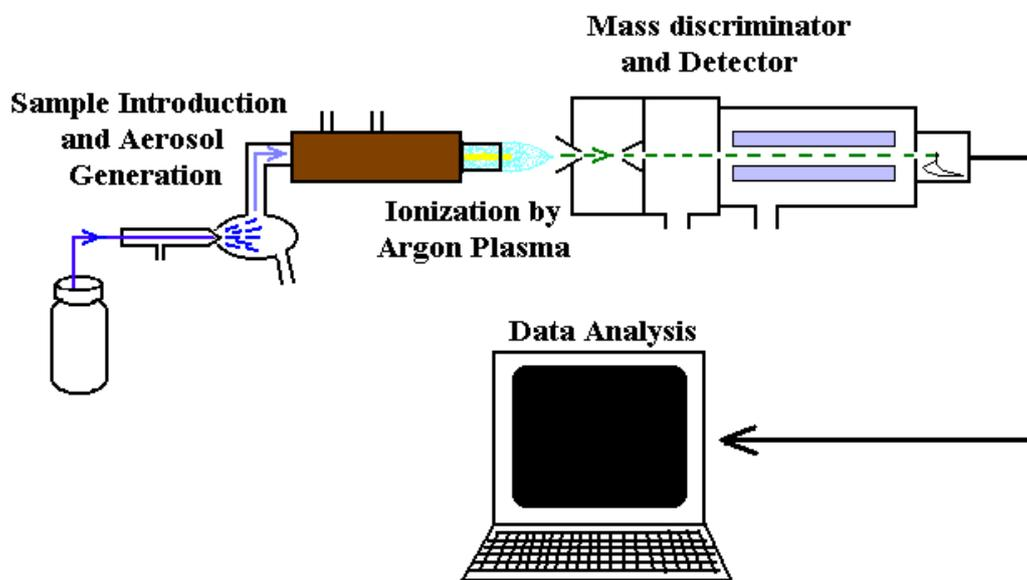 Mass discriminator
and Detector
Sample Introduction
and Aerosol
Generation
Ionization by
Argon Plasma
Data Analysis